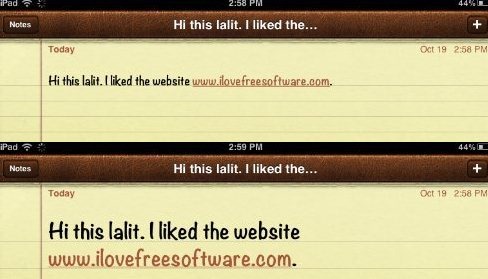 iPad 2:58 PM 44%
Notes Hi this lalit. I liked the... +
Today Oct 19 2:58 PM
Hi this lalit. I liked the website www.ilovefreesoftware.com.
iPad 2:59 PM 44%
Notes Hi this lalit. I liked the... +
Today Oct 19 2:58 PM
Hi this lalit. I liked the website
www.ilovefreesoftware.com.